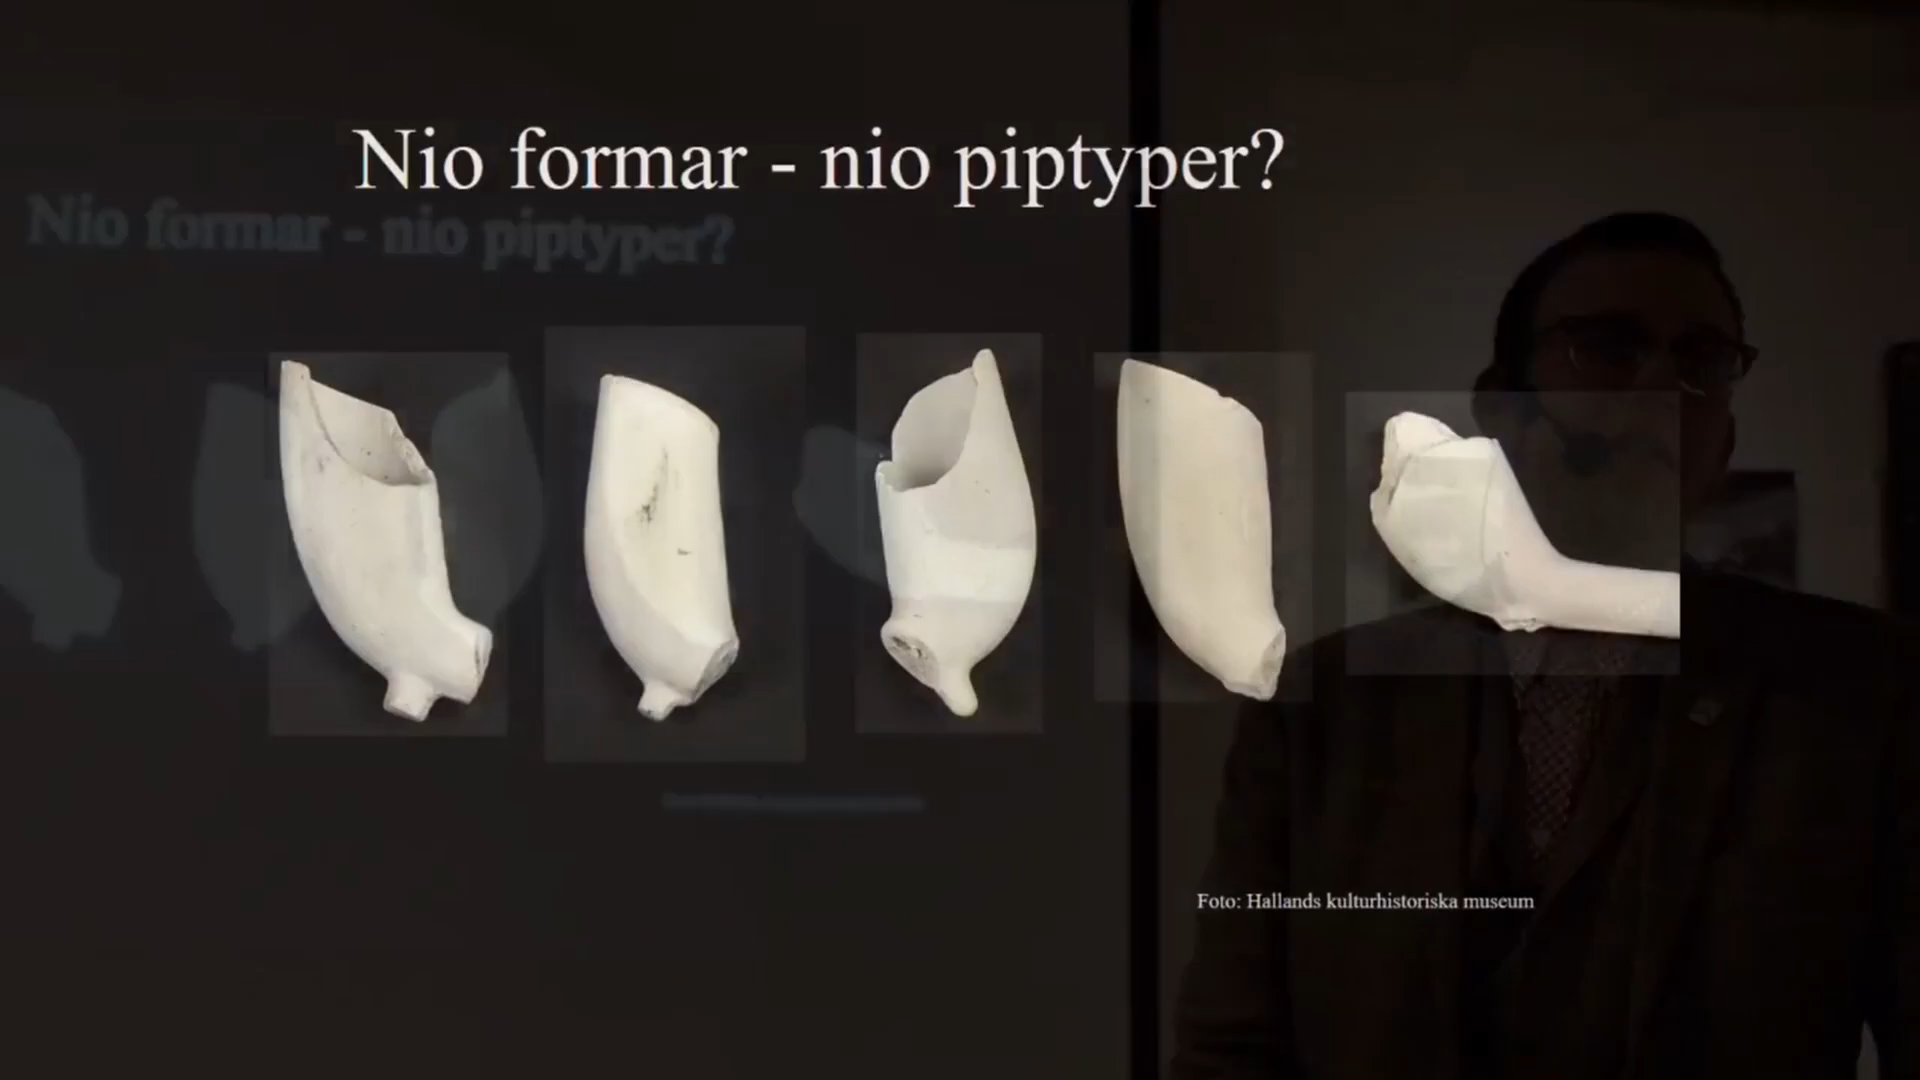 Nio formar - nio piptyper?
Nio formar - nio piptyper?
Foto: Hallands kulturhistoriska museum